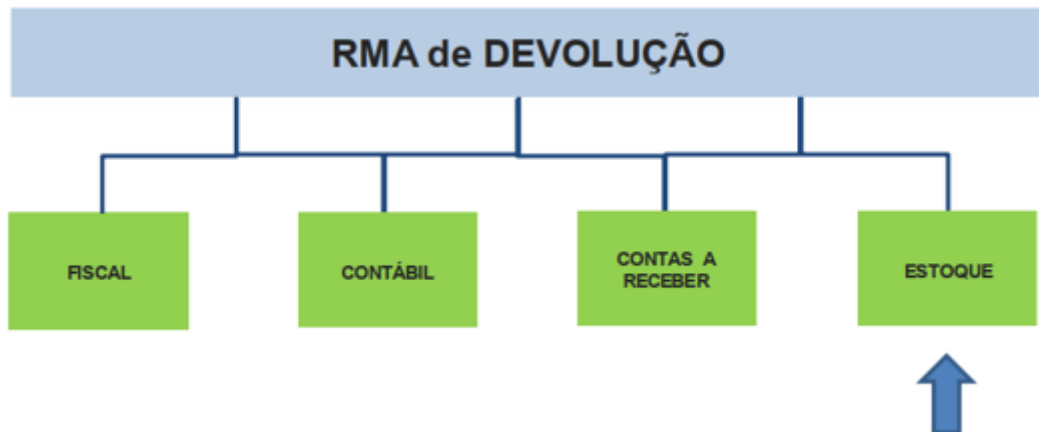 RMA de DEVOLUÇÃO
FISCAL
CONTÁBIL
CONTAS A
RECEBER
ESTOQUE